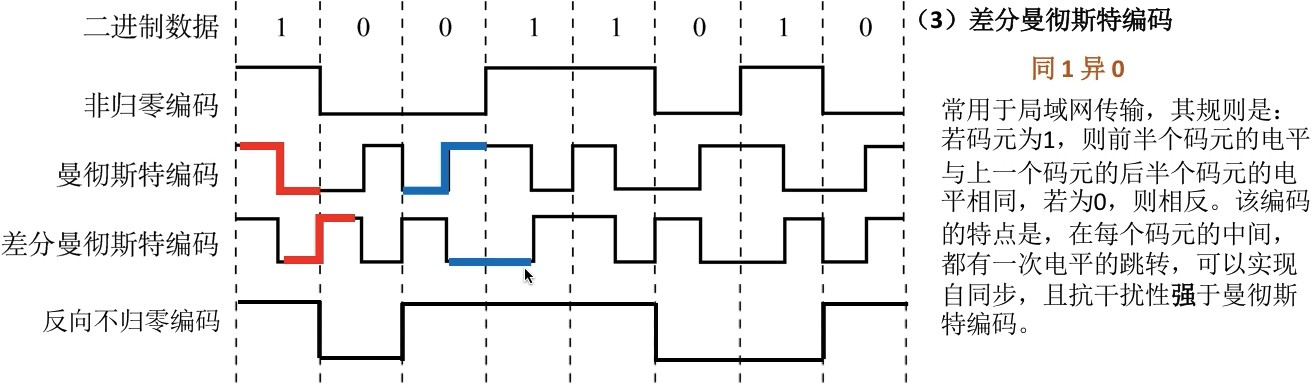 二进制数据 1 0 0 1 1 0 1 0
非归零编码
曼彻斯特编码
差分曼彻斯特编码
反向不归零编码
（3）差分曼彻斯特编码
同 1 异 0
常用于局域网传输，其规则是：
若码元为1，则前半个码元的电平
与上一个码元的后半个码元的电
平相同，若为0，则相反。该编码
的特点是，在每个码元的中间，
都有一次电平的跳转，可以实现
自同步，且抗干扰性强于曼彻斯
特编码。